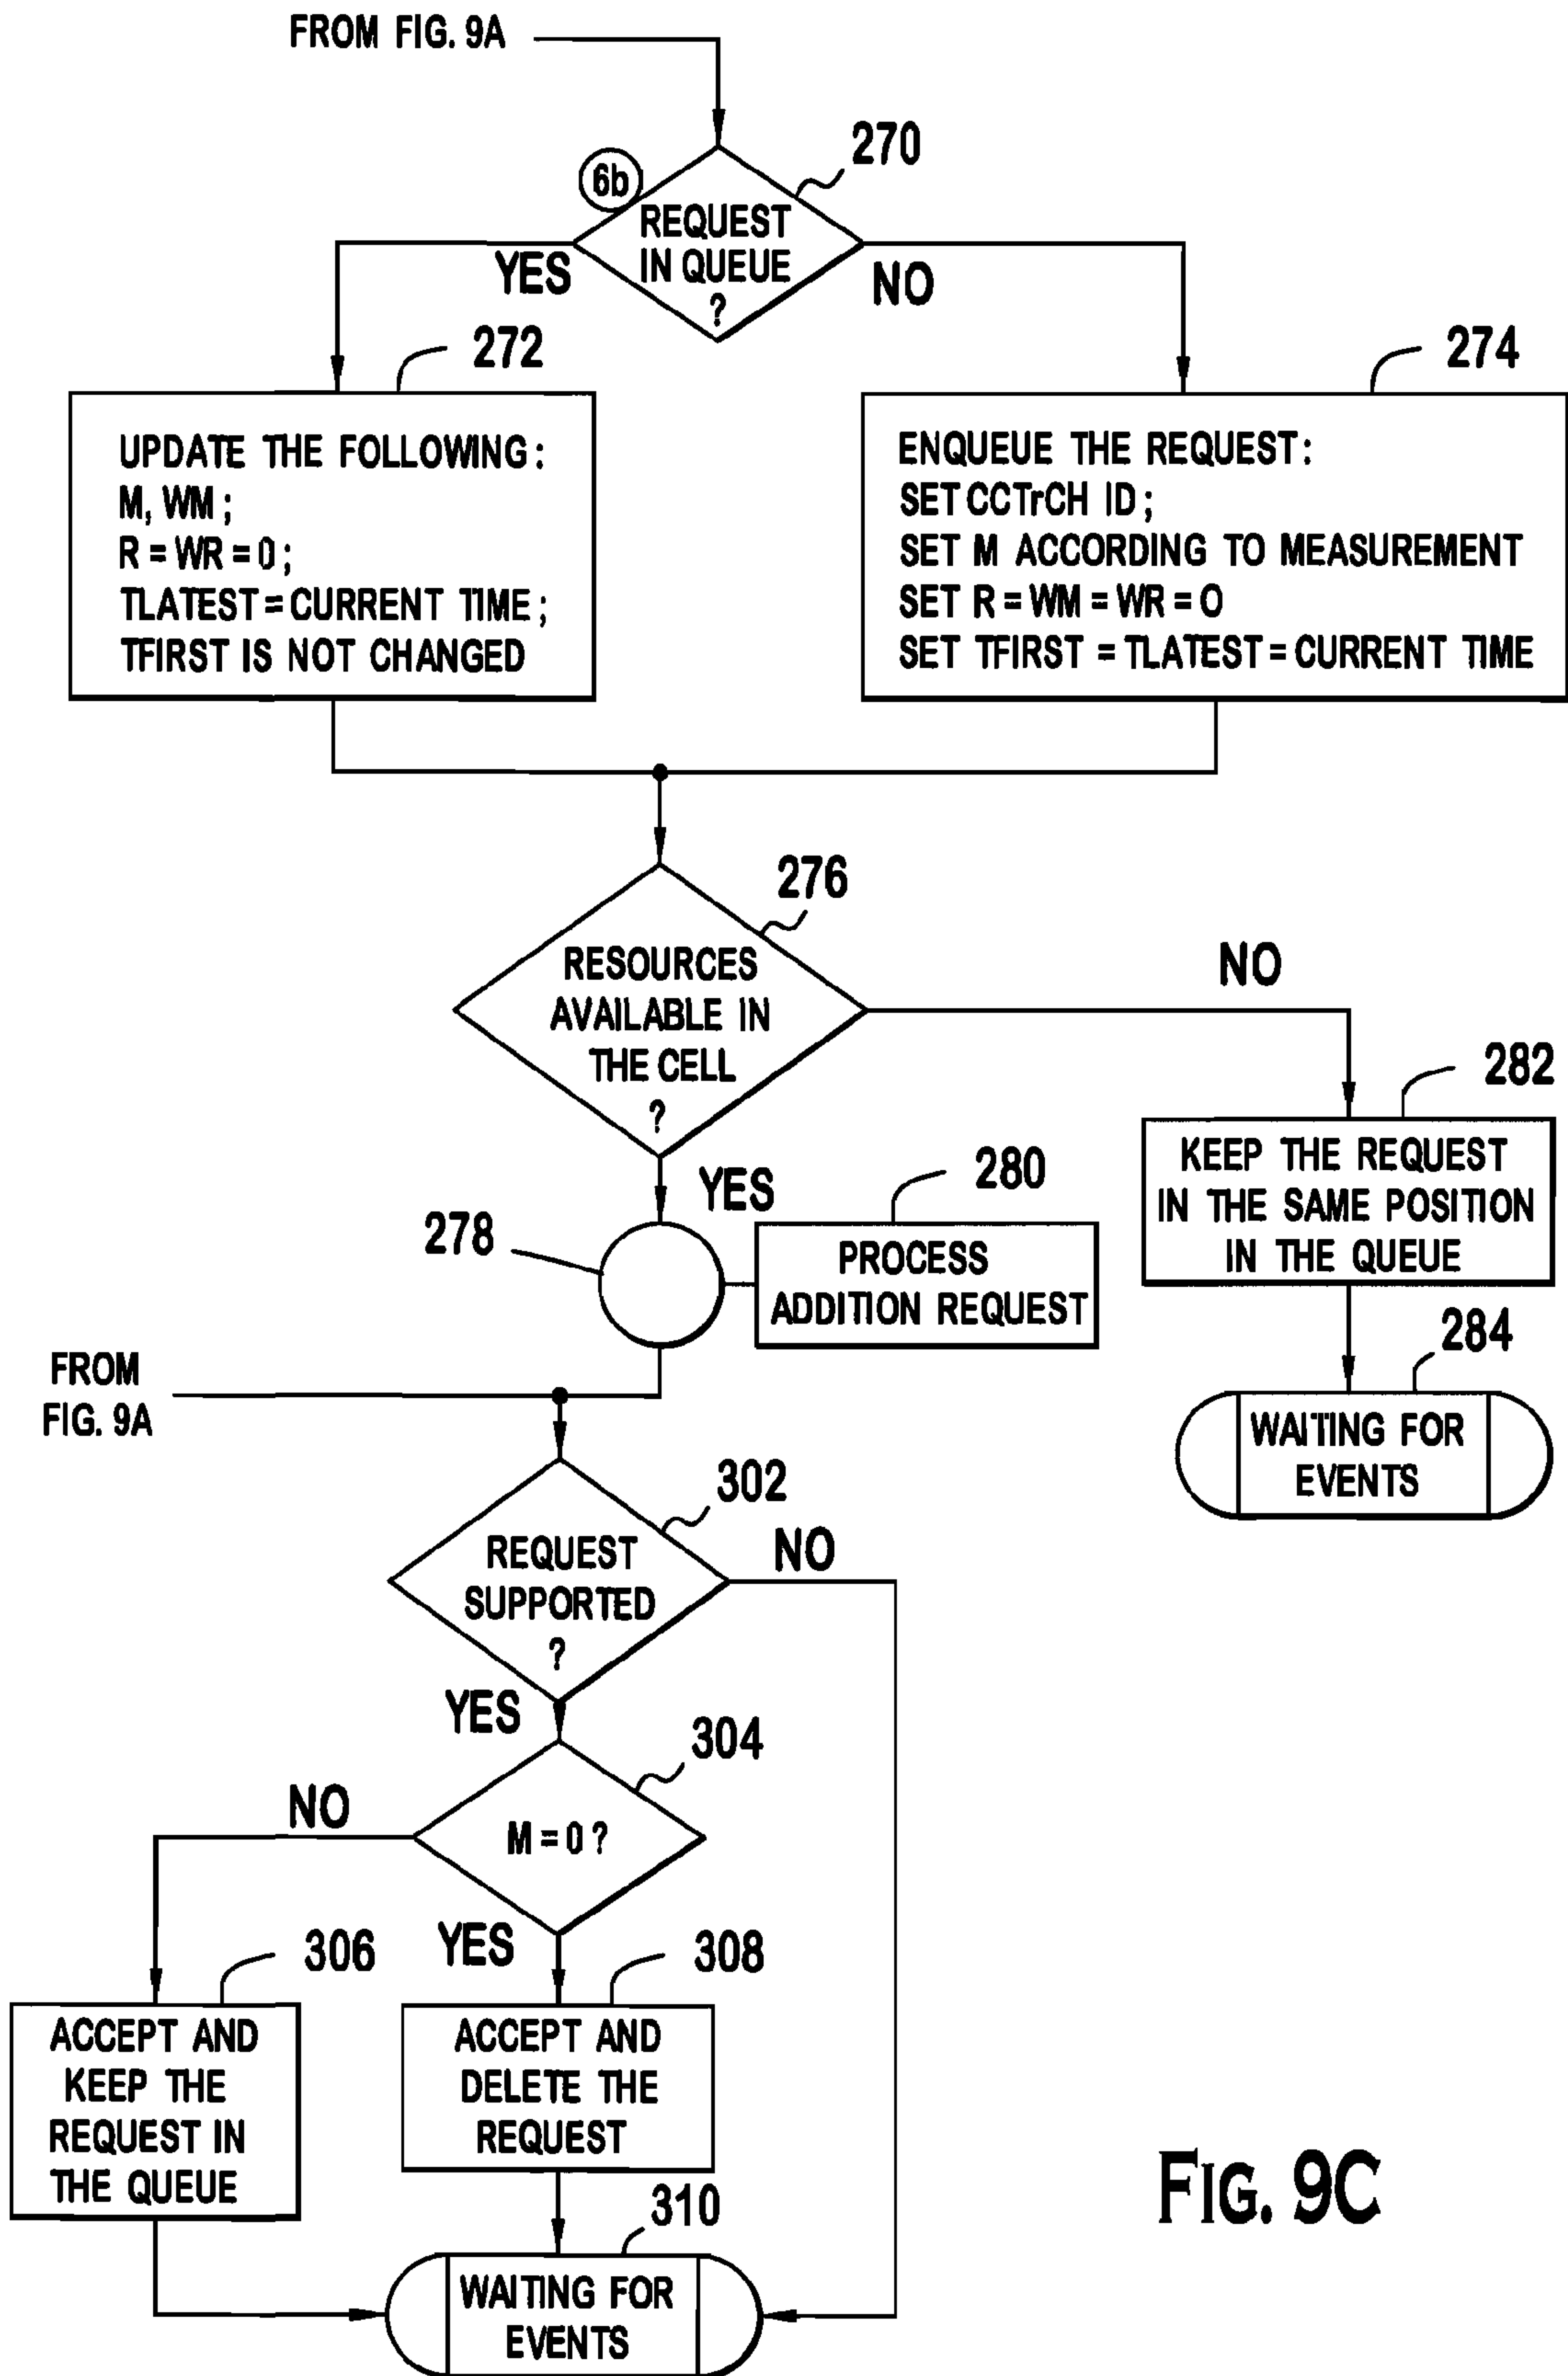 FROM FIG. 9A
270
6b
REQUEST
IN QUEUE
?
YES
NO
272
274
UPDATE THE FOLLOWING:
M, WM;
R = WR = 0;
TLATEST = CURRENT TIME;
TFIRST IS NOT CHANGED
ENQUEUE THE REQUEST:
SET CCTrCH ID;
SET M ACCORDING TO MEASUREMENT
SET R = WM = WR = O
SET TFIRST = TLATEST = CURRENT TIME
276
RESOURCES
AVAILABLE IN
THE CELL
?
NO
YES
282
KEEP THE REQUEST
IN THE SAME POSITION
IN THE QUEUE
278
280
PROCESS
ADDITION REQUEST
284
WAITING FOR
EVENTS
FROM
FIG. 9A
302
REQUEST
SUPPORTED
?
NO
YES
304
M = 0 ?
NO
YES
306
ACCEPT AND
KEEP THE
REQUEST IN
THE QUEUE
308
ACCEPT AND
DELETE THE
REQUEST
310
WAITING FOR
EVENTS
FIG. 9C